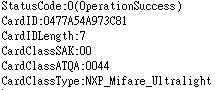 StatusCode:0(OperationSuccess)
CardID:0477A54A973C81
CardIDLength:7
CardClassSAK:00
CardClassATQA:0044
CardClassType:NXP_Mifare_Ultralight